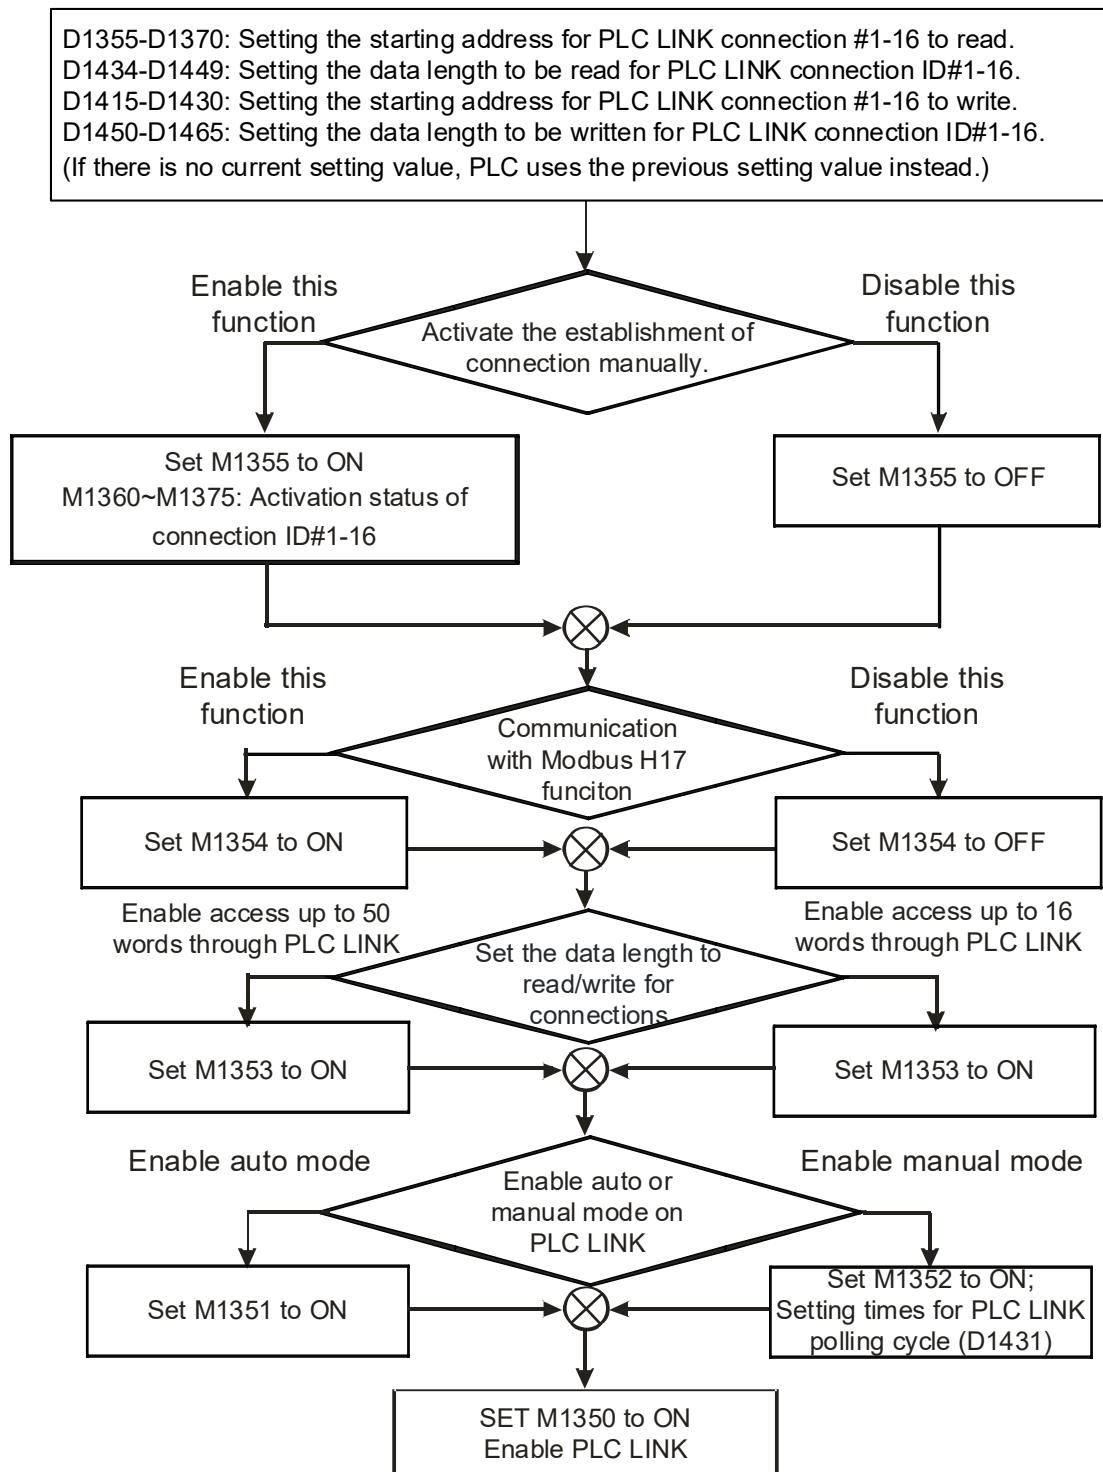 D1355-D1370: Setting the starting address for PLC LINK connection #1-16 to read.
D1434-D1449: Setting the data length to be read for PLC LINK connection ID#1-16.
D1415-D1430: Setting the starting address for PLC LINK connection #1-16 to write.
D1450-D1465: Setting the data length to be written for PLC LINK connection ID#1-16.
(If there is no current setting value, PLC uses the previous setting value instead.)
Enable this
function
Disable this
function
Activate the establishment of
connection manually.
Set M1355 to ON
M1360~M1375: Activation status of
connection ID#1-16
Set M1355 to OFF
Enable this
function
Disable this
function
Communication
with Modbus H17
funciton
Set M1354 to ON
Set M1354 to OFF
Enable access up to 50
words through PLC LINK
Enable access up to 16
words through PLC LINK
Set the data length to
read/write for
connections
Set M1353 to ON
Set M1353 to ON
Enable auto mode
Enable manual mode
Enable auto or
manual mode on
PLC LINK
Set M1351 to ON
Set M1352 to ON;
Setting times for PLC LINK
polling cycle (D1431)
SET M1350 to ON
Enable PLC LINK